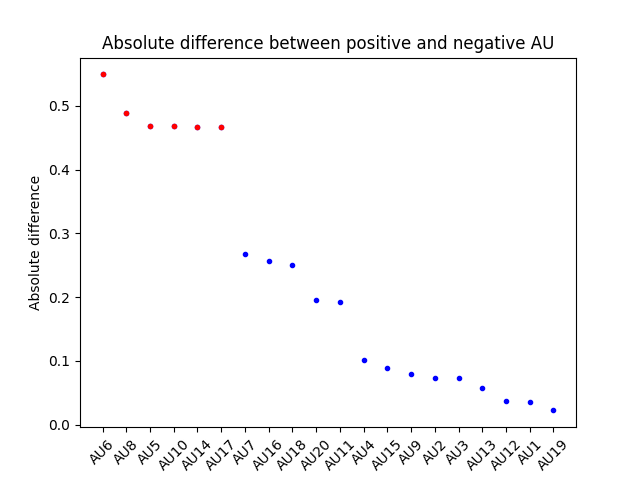 Absolute difference between positive and negative AU
Absolute difference
0.5
0.4
0.3
0.2
0.1
0.0
AU6 AU8 AU5 AU10 AU14 AU17 AU7 AU16 AU18 AU20 AU11 AU4 AU15 AU9 AU2 AU3 AU13 AU12 AU1 AU19